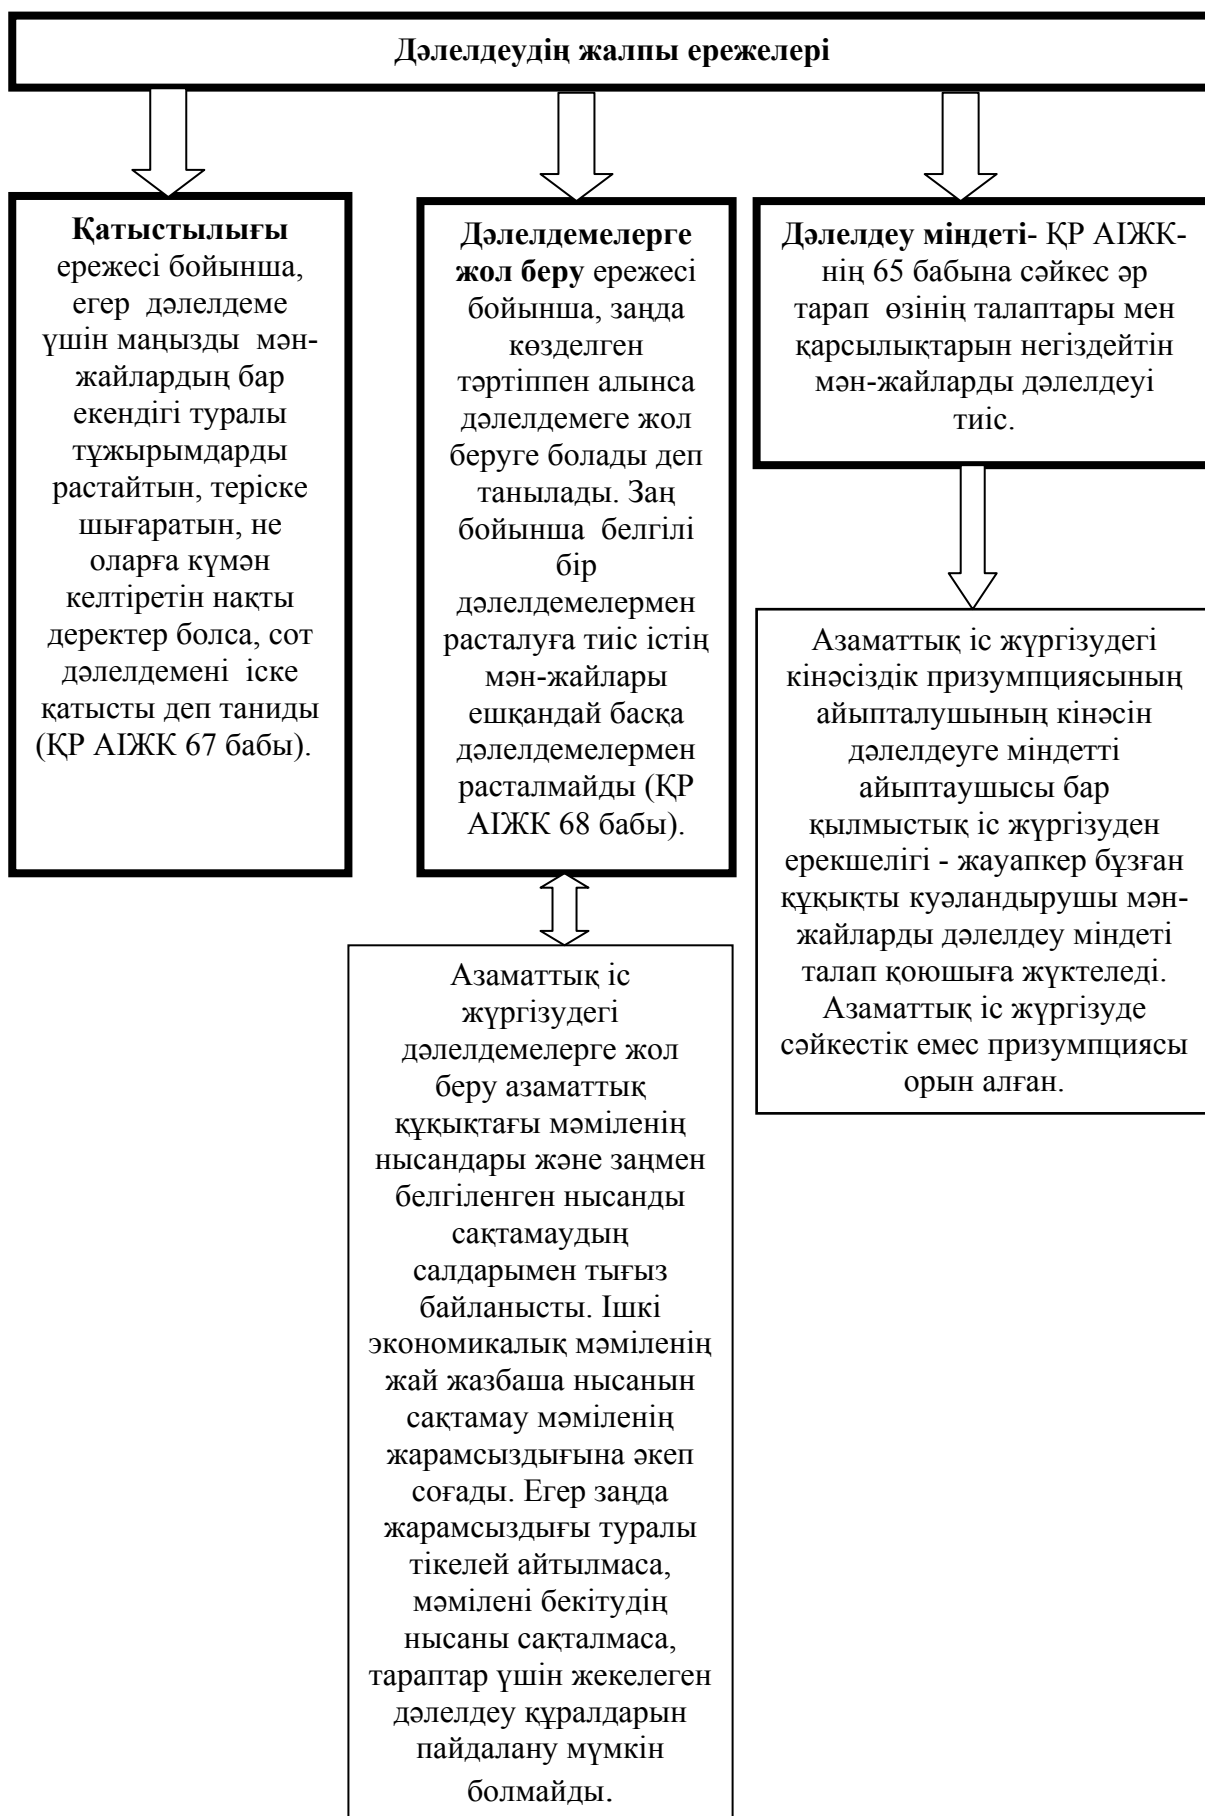 Дәлелдеудің жалпы ережелері
Қатыстылығы
ережесі бойынша,
егер  дәлелдеме
үшін маңызды  мән-
жайлардың бар
екендігі туралы
тұжырымдарды
растайтын, теріске
шығаратын, не
оларға күмән
келтіретін нақты
деректер болса, сот
дәлелдемені  іске
қатысты деп таниды
(ҚР АІЖК 67 бабы).
Дәлелдемелерге
жол беру ережесі
бойынша, заңда
көзделген
тәртіппен алынса
дәлелдемеге жол
беруге болады деп
танылады. Заң
бойынша  белгілі
бір
дәлелдемелермен
расталуға тиіс істің
мән-жайлары
ешқандай басқа
дәлелдемелермен
расталмайды (ҚР
АІЖК 68 бабы).
Дәлелдеу міндеті- ҚР АІЖК-
нің 65 бабына сәйкес әр
тарап  өзінің талаптары мен
қарсылықтарын негіздейтін
мән-жайларды дәлелдеуі
тиіс.
Азаматтық іс жүргізудегі
кінәсіздік призумпциясының
айыпталушының кінәсін
дәлелдеуге міндетті
айыптаушысы бар
қылмыстық іс жүргізуден
ерекшелігі - жауапкер бұзған
құқықты куәландырушы мән-
жайларды дәлелдеу міндеті
талап қоюшыға жүктеледі.
Азаматтық іс жүргізуде
сәйкестік емес призумпциясы
орын алған.
Азаматтық іс
жүргізудегі
дәлелдемелерге жол
беру азаматтық
құқықтағы мәміленің
нысандары және заңмен
белгіленген нысанды
сақтамаудың
салдарымен тығыз
байланысты. Ішкі
экономикалық мәміленің
жай жазбаша нысанын
сақтамау мәміленің
жарамсыздығына әкеп
соғады. Егер заңда
жарамсыздығы туралы
тікелей айтылмаса,
мәмілені бекітудің
нысаны сақталмаса,
тараптар үшін жекелеген
дәлелдеу құралдарын
пайдалану мүмкін
болмайды.